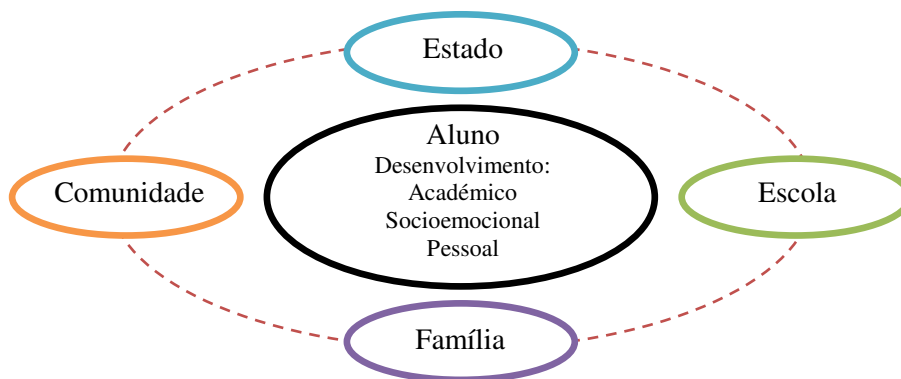 Estado
Aluno
Desenvolvimento:
Académico
Socioemocional
Pessoal
Comunidade
Escola
Família